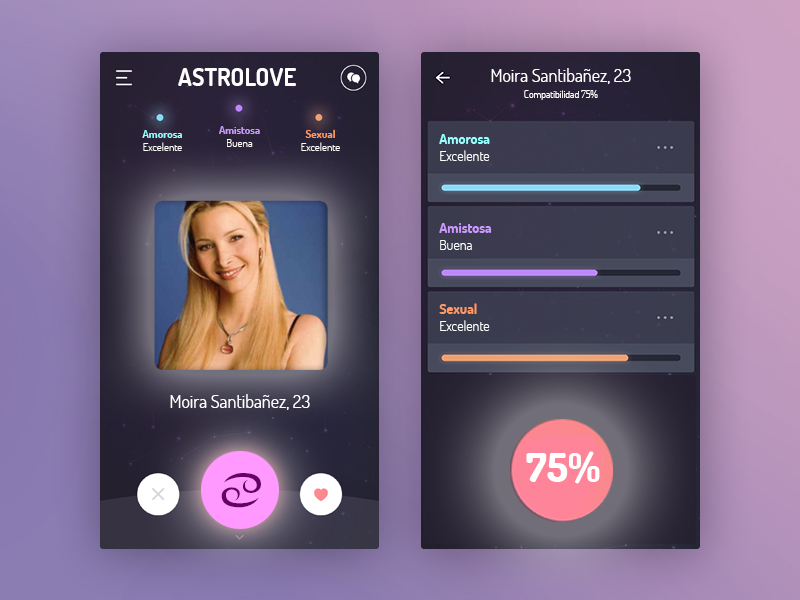 ASTROLOVE
Amorosa
Excelente
Amistosa
Buena
Sexual
Excelente
Moira Santibañez, 23
Moira Santibañez, 23
Compatibilidad 75%
Amorosa
Excelente
Amistosa
Buena
Sexual
Excelente
75%